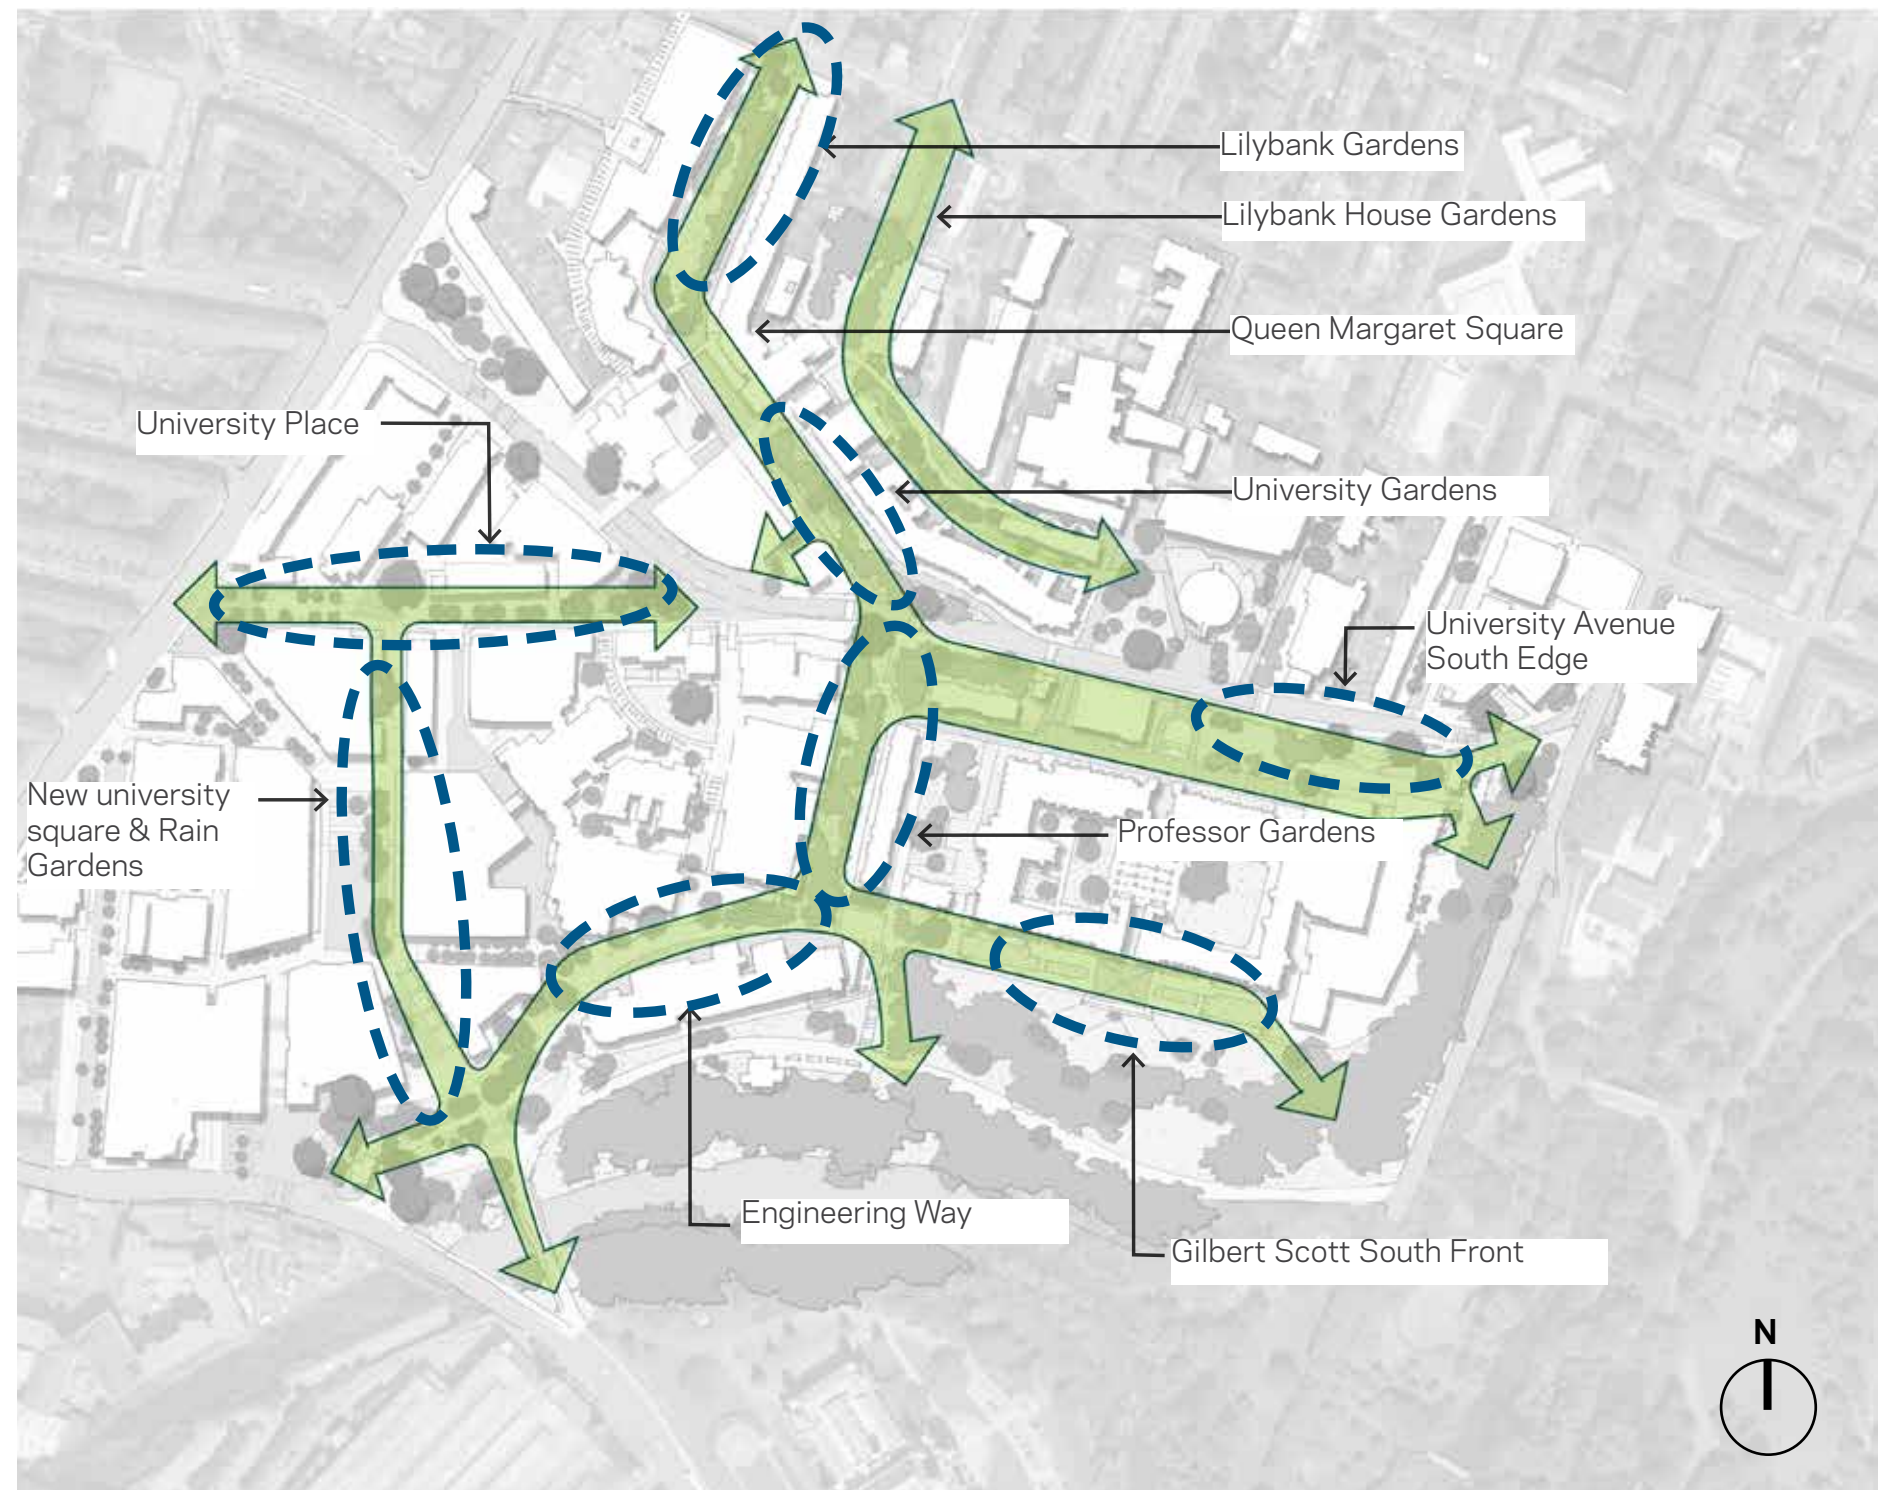 Lilybank Gardens
Lilybank House Gardens
Queen Margaret Square
University Place
University Gardens
University Avenue
South Edge
New university
square & Rain
Gardens
Professor Gardens
Engineering Way
Gilbert Scott South Front
N